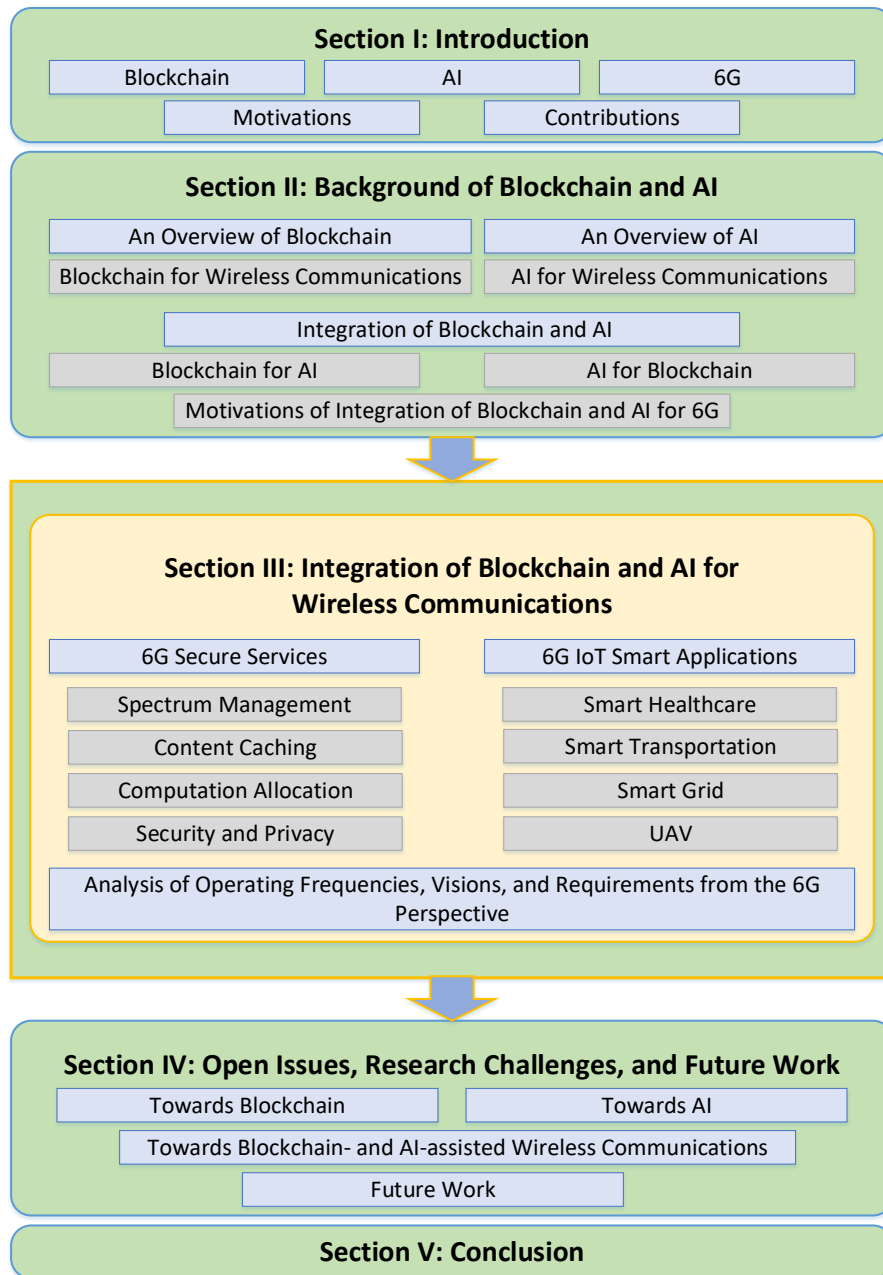 Section I: Introduction
Blockchain
AI
6G
Motivations
Contributions
Section II: Background of Blockchain and AI
An Overview of Blockchain
An Overview of AI
Blockchain for Wireless Communications
AI for Wireless Communications
Integration of Blockchain and AI
Blockchain for AI
AI for Blockchain
Motivations of Integration of Blockchain and AI for 6G
Section III: Integration of Blockchain and AI for
Wireless Communications
6G Secure Services
6G IoT Smart Applications
Spectrum Management
Smart Healthcare
Content Caching
Smart Transportation
Computation Allocation
Smart Grid
Security and Privacy
UAV
Analysis of Operating Frequencies, Visions, and Requirements from the 6G
Perspective
Section IV: Open Issues, Research Challenges, and Future Work
Towards Blockchain
Towards AI
Towards Blockchain- and AI-assisted Wireless Communications
Future Work
Section V: Conclusion